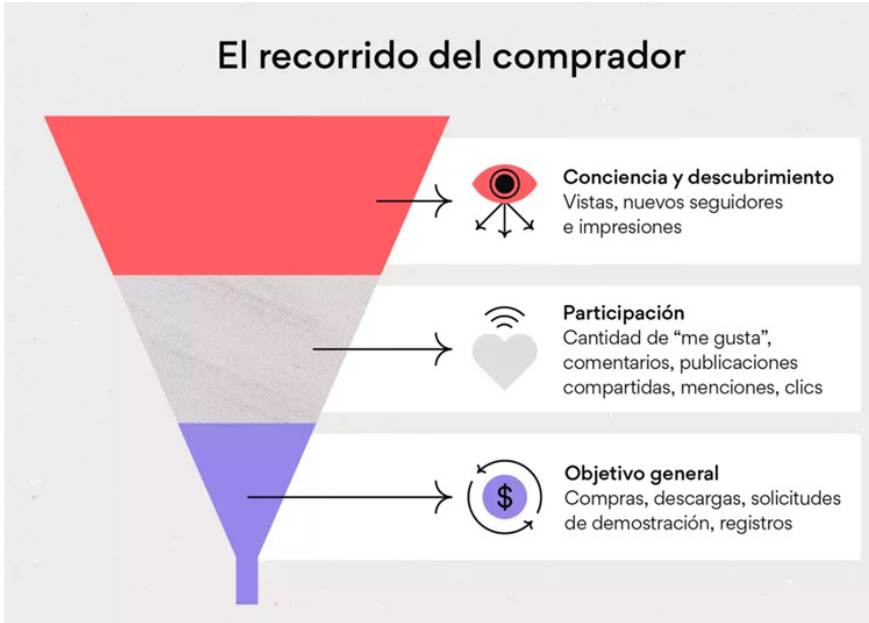 El recorrido del comprador
Conciencia y descubrimiento
Vistas, nuevos seguidores
e impresiones
Participación
Cantidad de “me gusta”,
comentarios, publicaciones
compartidas, menciones, clics
$
Objetivo general
Compras, descargas, solicitudes
de demostración, registros